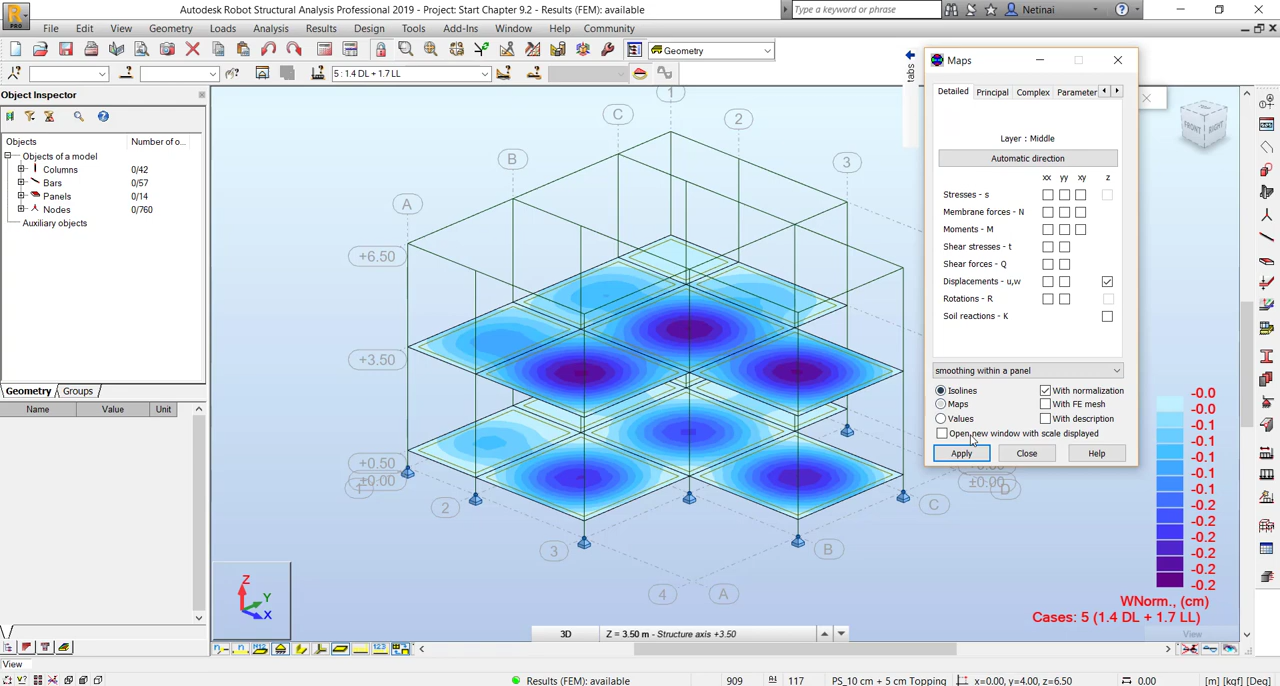 Autodesk Robot Structural Analysis Professional 2019 - Project: Start Chapter 9.2 - Results (FEM): available
Type a keyword or phrase
Netinai
PRO
File Edit View Geometry Loads Analysis Results Design Tools Add-Ins Window Help Community
Geometry
5 : 1.4 DL + 1.7 LL
Object Inspector
Objects Number of o...
Objects of a model
Columns 0/42
Bars 0/57
Panels 0/14
Nodes 0/760
Auxiliary objects
Geometry Groups
Name Value Unit
tabs
1
C
2
B
3
A
+6.50
+3.50
+0.50
±0.00
1
2
3
4
A
B
C
D
±0.00
FRONT RIGHT
Z
Y
X
Maps
Detailed Principal Complex Parameter
Layer : Middle
Automatic direction
xx yy xy z
Stresses - s
Membrane forces - N
Moments - M
Shear stresses - t
Shear forces - Q
Displacements - u,w
Rotations - R
Soil reactions - K
smoothing within a panel
Isolines With normalization
Maps With FE mesh
Values With description
Open new window with scale displayed
Apply Close Help
-0.0
-0.0
-0.1
-0.1
-0.1
-0.1
-0.1
-0.2
-0.2
-0.2
-0.2
-0.2
-0.2
WNorm., (cm)
Cases: 5 (1.4 DL + 1.7 LL)
3D Z = 3.50 m - Structure axis +3.50
View
View
Results (FEM): available 909 117 PS_10 cm + 5 cm Topping x=0.00, y=4.00, z=6.50 0.00 [m] [kgf] [Deg]